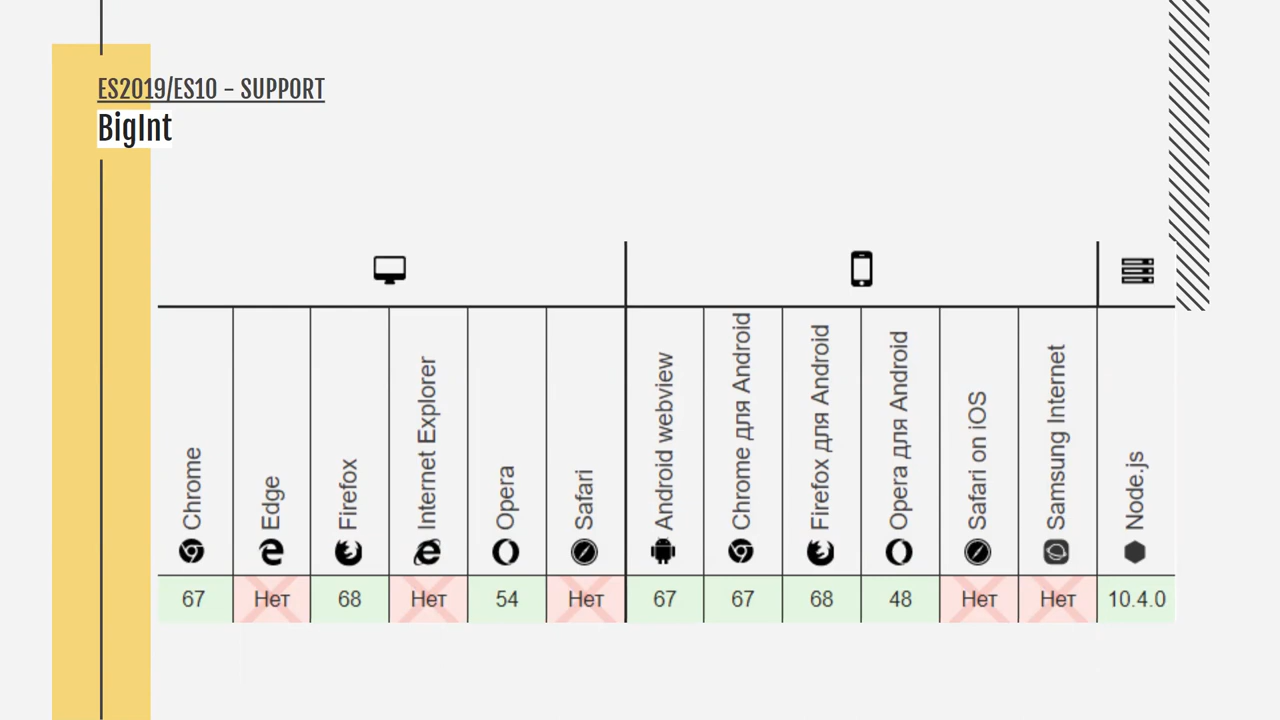 ES2019/ES10 - SUPPORT
BigInt
Chrome
Edge
Firefox
Internet Explorer
Opera
Safari
Android webview
Chrome для Android
Firefox для Android
Opera для Android
Safari on iOS
Samsung Internet
Node.js
67 Нет 68 Нет 54 Нет 67 67 68 48 Нет Нет 10.4.0